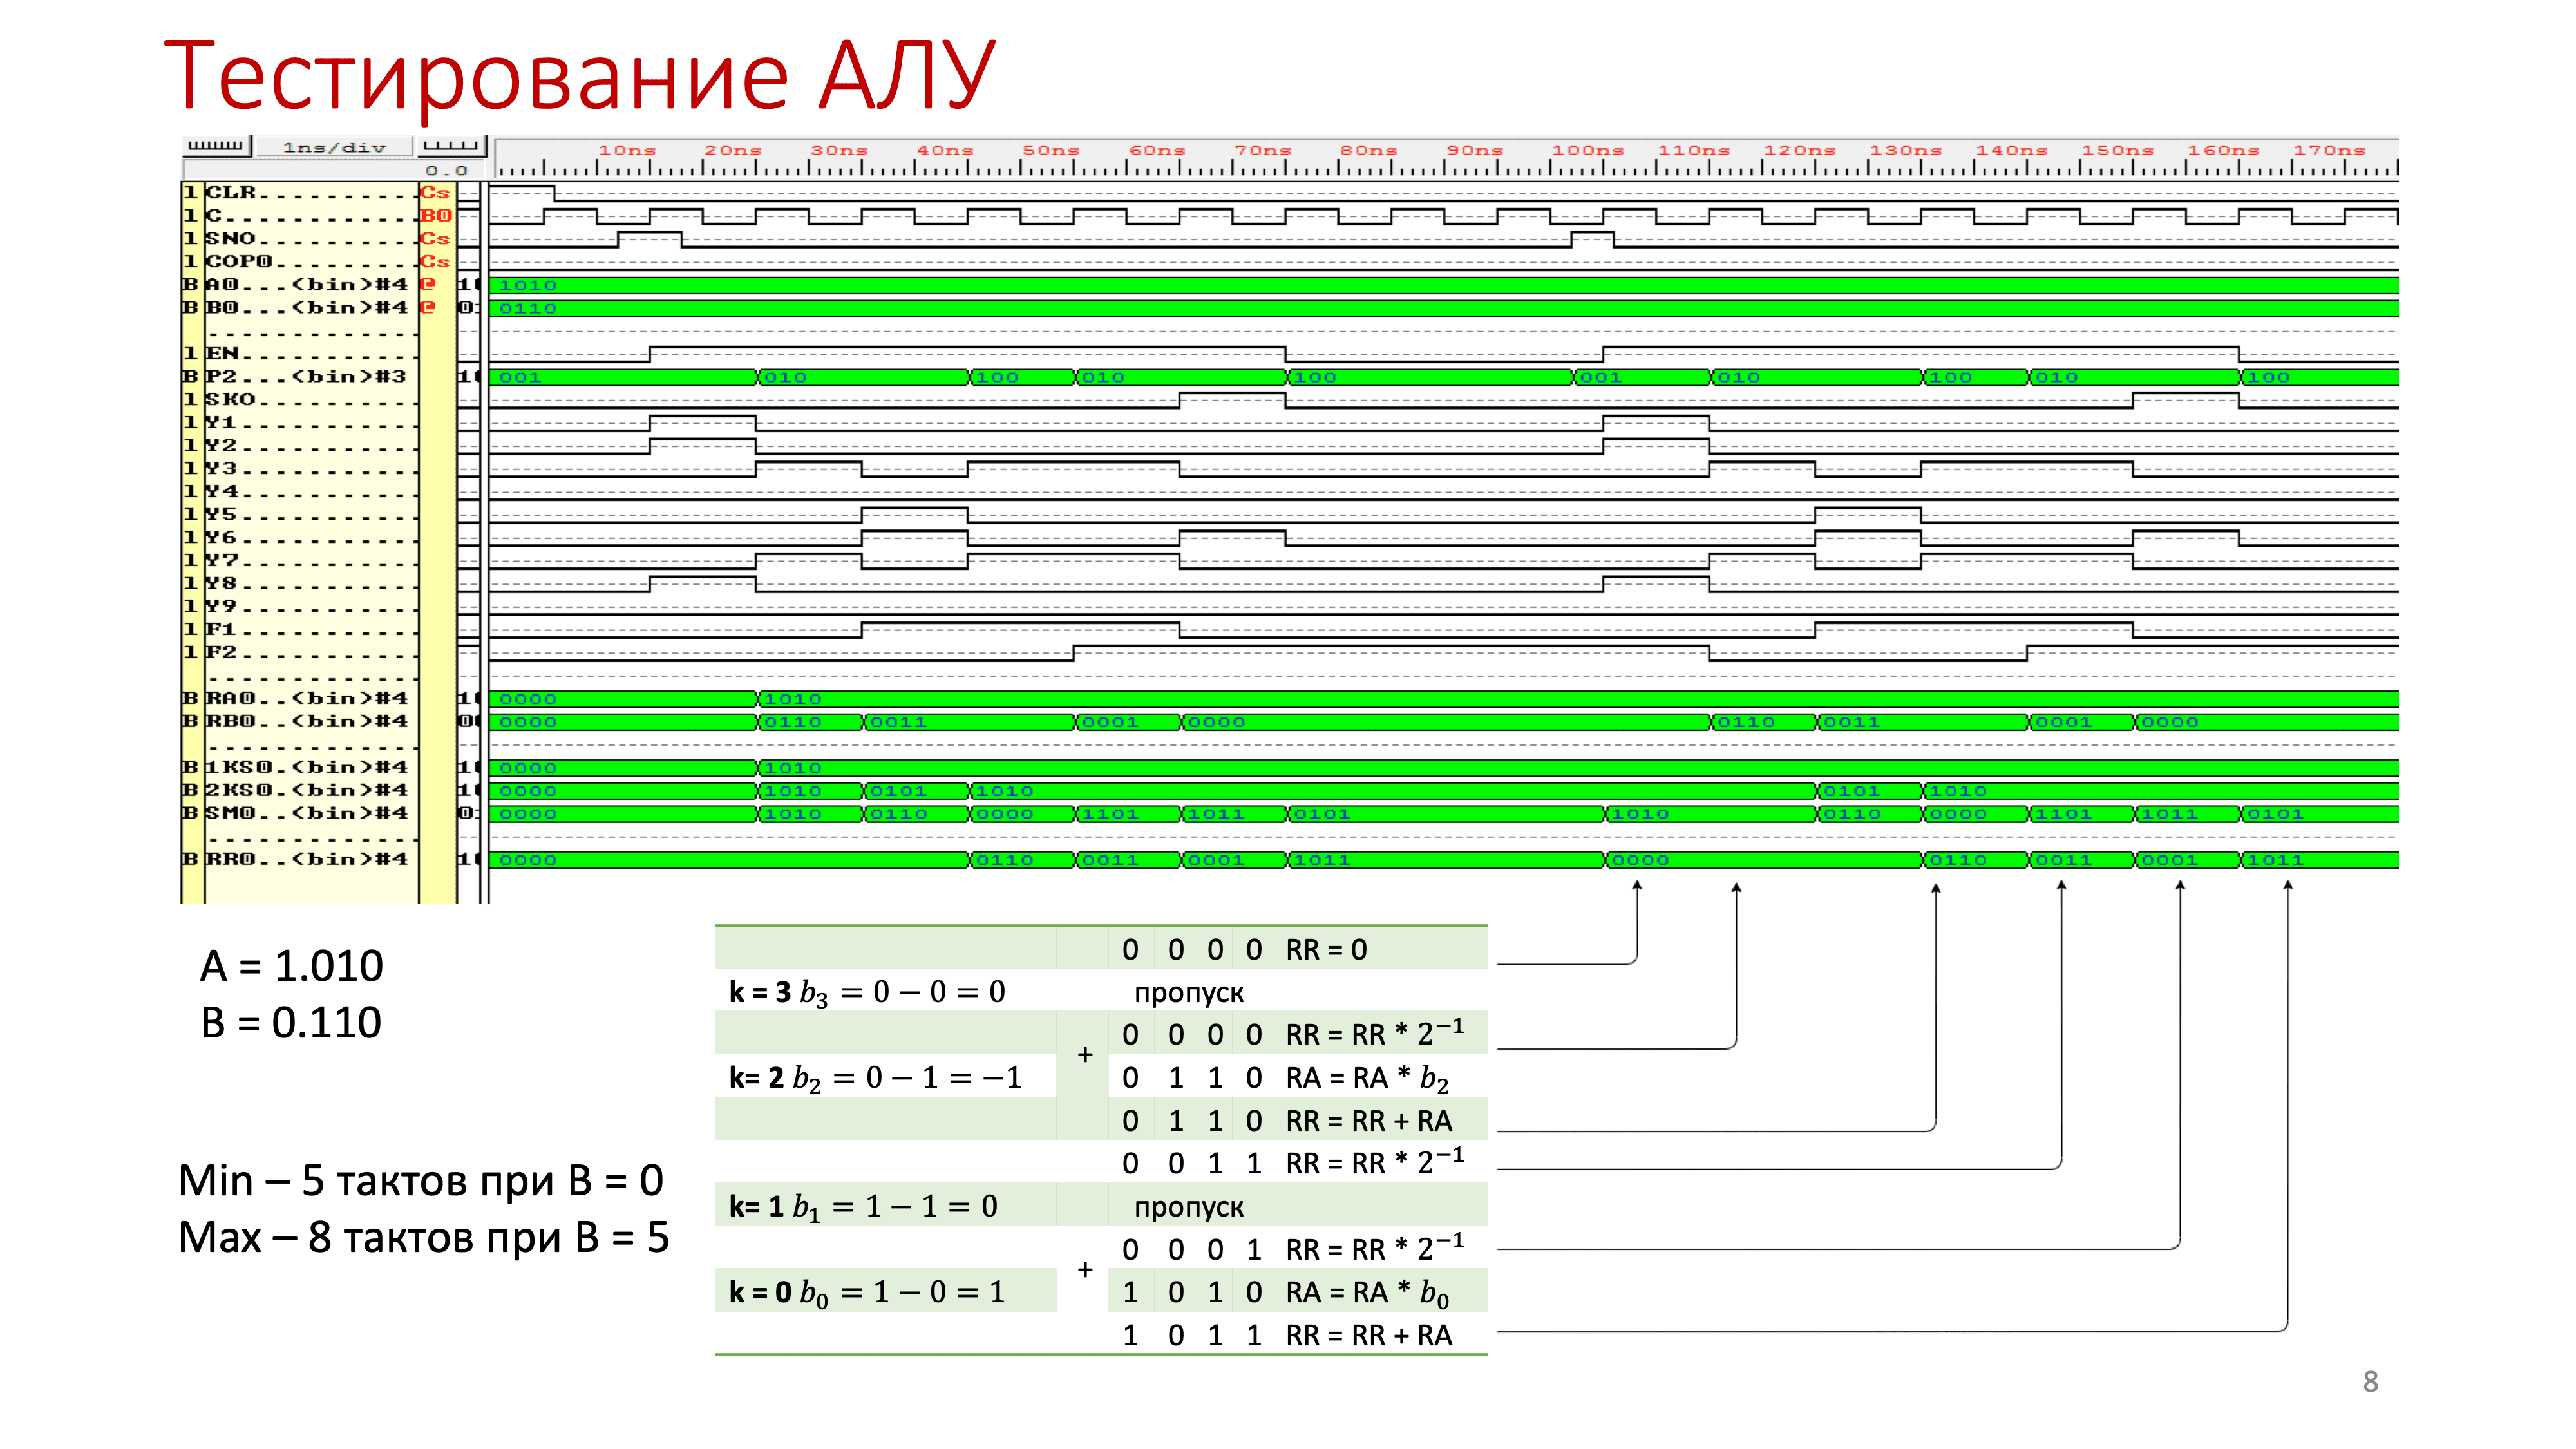 Тестирование АЛУ
1ns/div 10ns 20ns 30ns 40ns 50ns 60ns 70ns 80ns 90ns 100ns 110ns 120ns 130ns 140ns 150ns 160ns 170ns
0.0
1 CLR.......... Cs
1 C............ B0
1 SNO.......... Cs
1 COP0......... Cs
B A0...(bin)#4 @ 1010
B B0...(bin)#4 @ 0110
1 EN...........
B P2...(bin)#3 001 010 100 010 100 001 010 100 010 100
1 SKO..........
1 Y1...........
1 Y2...........
1 Y3...........
1 Y4...........
1 Y5...........
1 Y6...........
1 Y7...........
1 Y8...........
1 Y9...........
1 F1...........
1 F2...........
B RA0..(bin)#4 0000 1010
B RB0..(bin)#4 0000 0110 0011 0001 0000 0110 0011 0001 0000
B 1KS0.(bin)#4 0000 1010
B 2KS0.(bin)#4 0000 1010 0101 1010 0101 1010
B SM0..(bin)#4 0000 1010 0110 0000 1101 1011 0101 1010 0110 0000 1101 1011 0101
B RR0..(bin)#4 0000 0110 0011 0001 1011 0000 0110 0011 0001 1011
A = 1.010
B = 0.110
Min – 5 тактов при B = 0
Max – 8 тактов при B = 5
0 0 0 0 RR = 0
k = 3 b₃ = 0 − 0 = 0 пропуск
0 0 0 0 RR = RR * 2⁻¹
+
k= 2 b₂ = 0 − 1 = −1 0 1 1 0 RA = RA * b₂
0 1 1 0 RR = RR + RA
0 0 1 1 RR = RR * 2⁻¹
k= 1 b₁ = 1 − 1 = 0 пропуск
0 0 0 1 RR = RR * 2⁻¹
+
k = 0 b₀ = 1 − 0 = 1 1 0 1 0 RA = RA * b₀
1 0 1 1 RR = RR + RA
8